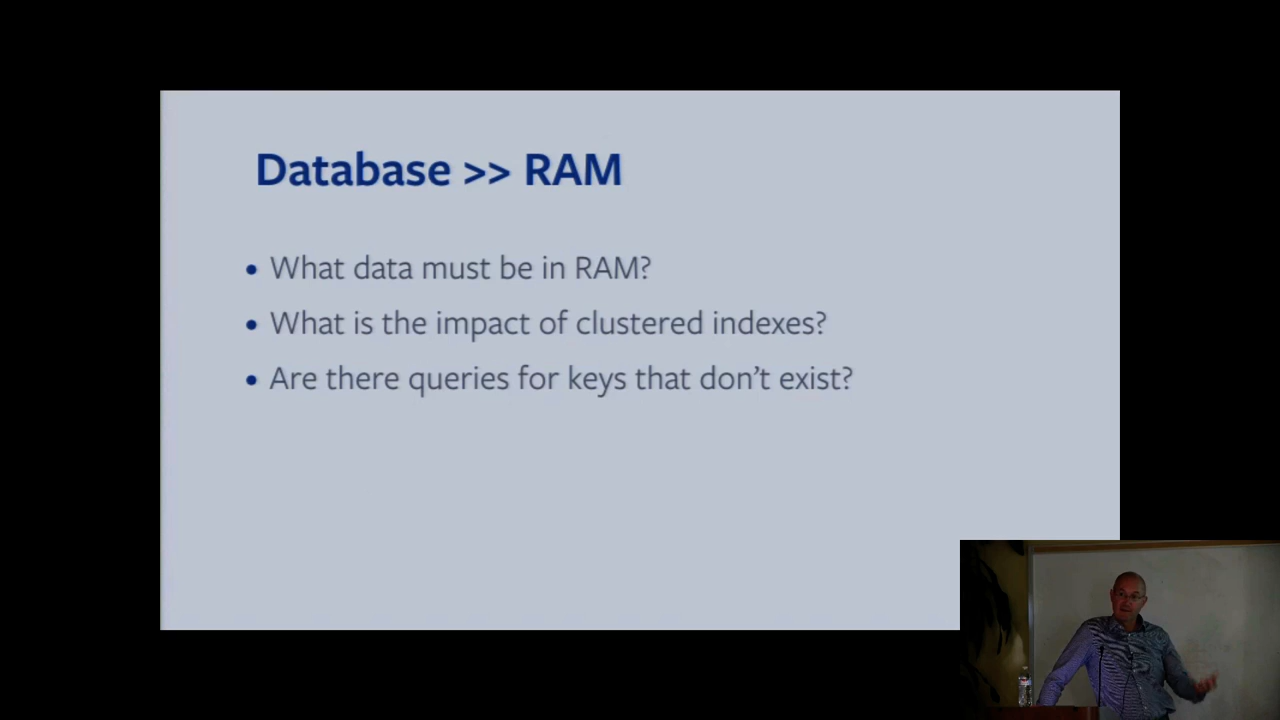 Database >> RAM
• What data must be in RAM?
• What is the impact of clustered indexes?
• Are there queries for keys that don't exist?